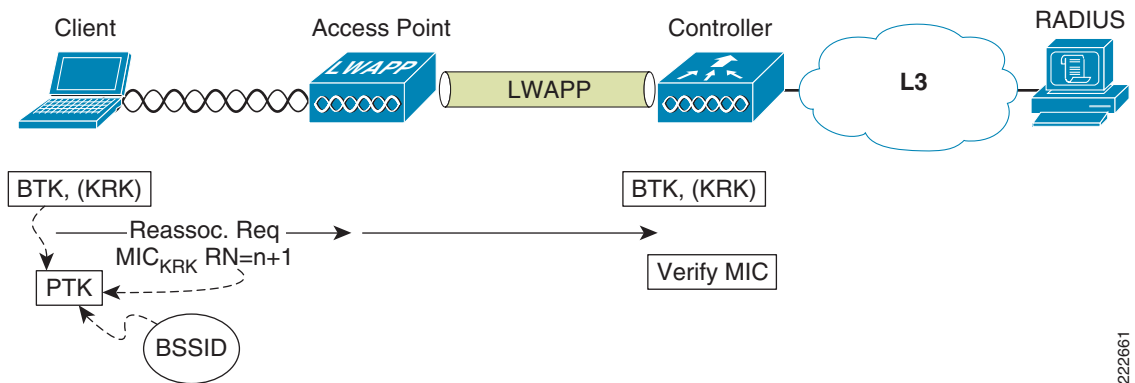 Client
Access Point
Controller
RADIUS
LWAPP
LWAPP
L3
BTK, (KRK)
BTK, (KRK)
Reassoc. Req
MIC_KRK RN=n+1
Verify MIC
PTK
BSSID
222661